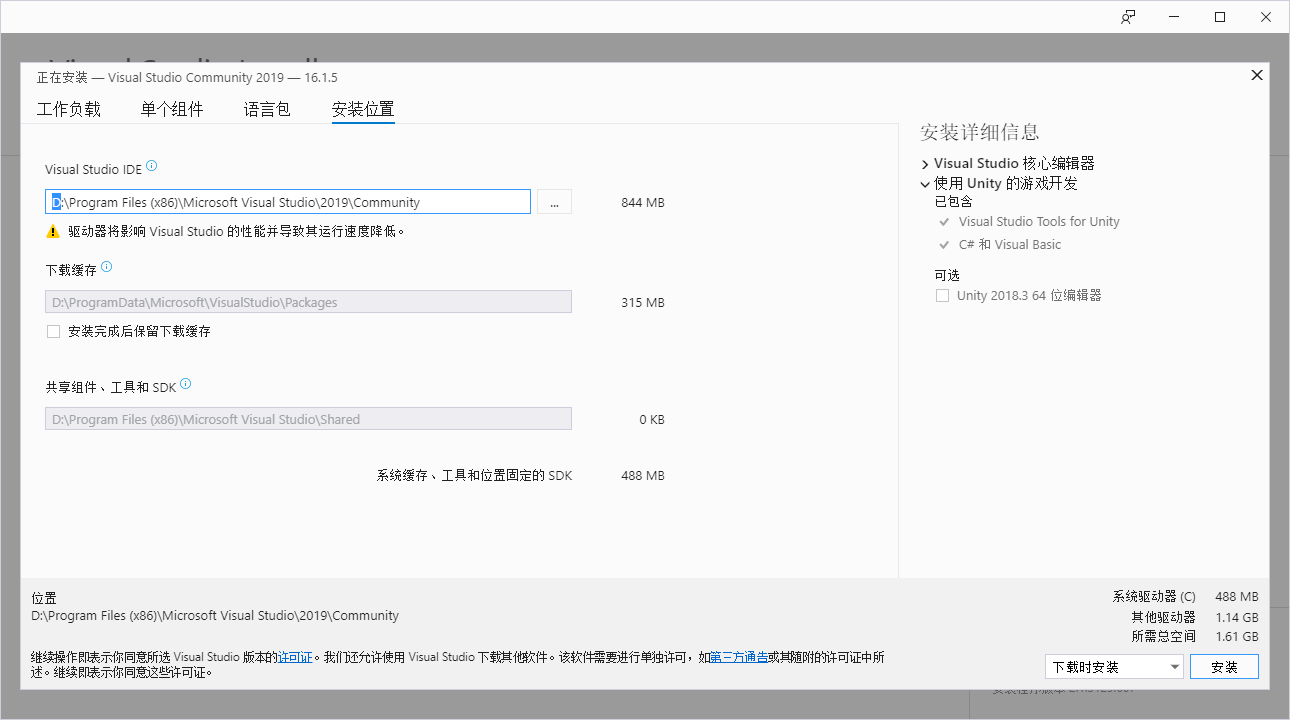 正在安装 — Visual Studio Community 2019 — 16.1.5
工作负载 单个组件 语言包 安装位置
Visual Studio IDE
D:\Program Files (x86)\Microsoft Visual Studio\2019\Community ... 844 MB
驱动器将影响 Visual Studio 的性能并导致其运行速度降低。
下载缓存
D:\ProgramData\Microsoft\VisualStudio\Packages 315 MB
安装完成后保留下载缓存
共享组件、工具和 SDK
D:\Program Files (x86)\Microsoft Visual Studio\Shared 0 KB
系统缓存、工具和位置固定的 SDK 488 MB
安装详细信息
Visual Studio 核心编辑器
使用 Unity 的游戏开发
已包含
Visual Studio Tools for Unity
C# 和 Visual Basic
可选
Unity 2018.3 64 位编辑器
位置
D:\Program Files (x86)\Microsoft Visual Studio\2019\Community
继续操作即表示你同意所选 Visual Studio 版本的许可证。我们还允许使用 Visual Studio 下载其他软件。该软件需要进行单独许可，如第三方通告或其随附的许可证中所
述。继续即表示你同意这些许可证。
系统驱动器 (C) 488 MB
其他驱动器 1.14 GB
所需总空间 1.61 GB
下载时安装 安装